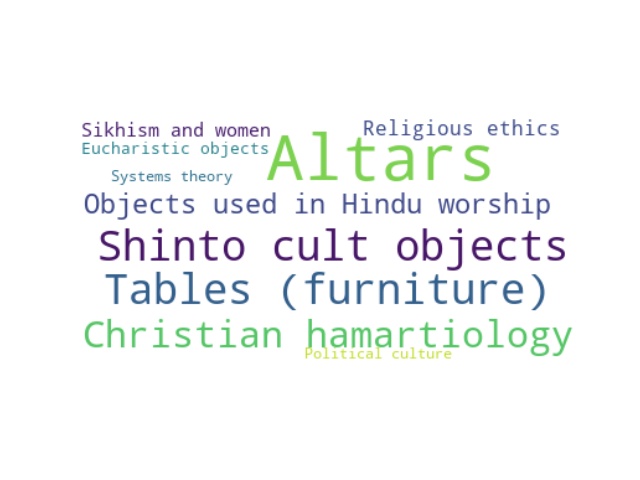 Sikhism and women
Religious ethics
Altars
Eucharistic objects
Systems theory
Objects used in Hindu worship
Shinto cult objects
Tables (furniture)
Christian hamartiology
Political culture